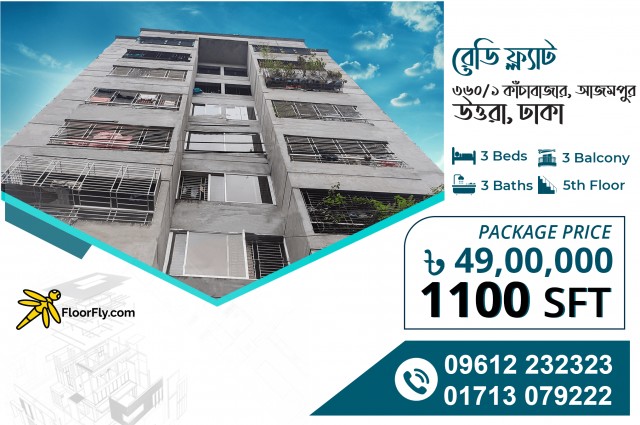 রেডি ফ্ল্যাট
৩৬০/১ কাঁচাবাজার, আজমপুর
উত্তরা, ঢাকা
3 Beds
3 Balcony
3 Baths
5th Floor
PACKAGE PRICE
৳ 49,00,000
1100 SFT
FloorFly.com
09612 232323
01713 079222